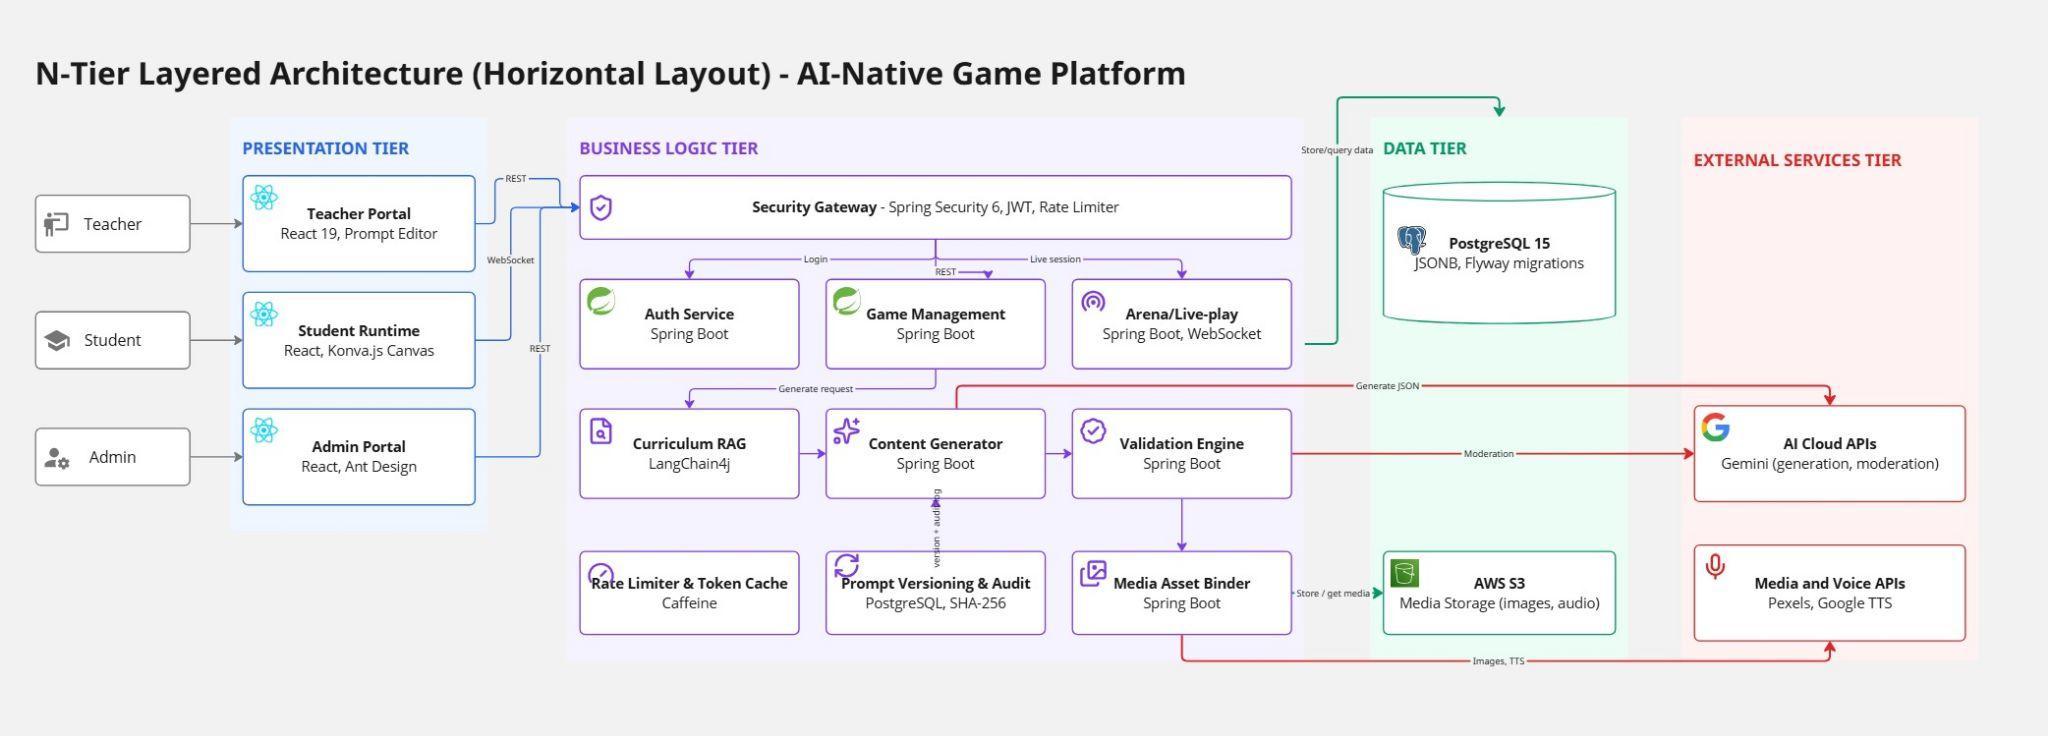 N-Tier Layered Architecture (Horizontal Layout) - AI-Native Game Platform
Teacher
Student
Admin
PRESENTATION TIER
Teacher Portal
React 19, Prompt Editor
Student Runtime
React, Konva.js Canvas
Admin Portal
React, Ant Design
REST
WebSocket
REST
BUSINESS LOGIC TIER
Security Gateway - Spring Security 6, JWT, Rate Limiter
Login
REST
Live session
Auth Service
Spring Boot
Game Management
Spring Boot
Arena/Live-play
Spring Boot, WebSocket
Generate request
Curriculum RAG
LangChain4j
Content Generator
Spring Boot
Validation Engine
Spring Boot
version + audit log
Rate Limiter & Token Cache
Caffeine
Prompt Versioning & Audit
PostgreSQL, SHA-256
Media Asset Binder
Spring Boot
Store/query data
Generate JSON
Moderation
Store / get media
Images, TTS
DATA TIER
PostgreSQL 15
JSONB, Flyway migrations
AWS S3
Media Storage (images, audio)
EXTERNAL SERVICES TIER
AI Cloud APIs
Gemini (generation, moderation)
Media and Voice APIs
Pexels, Google TTS